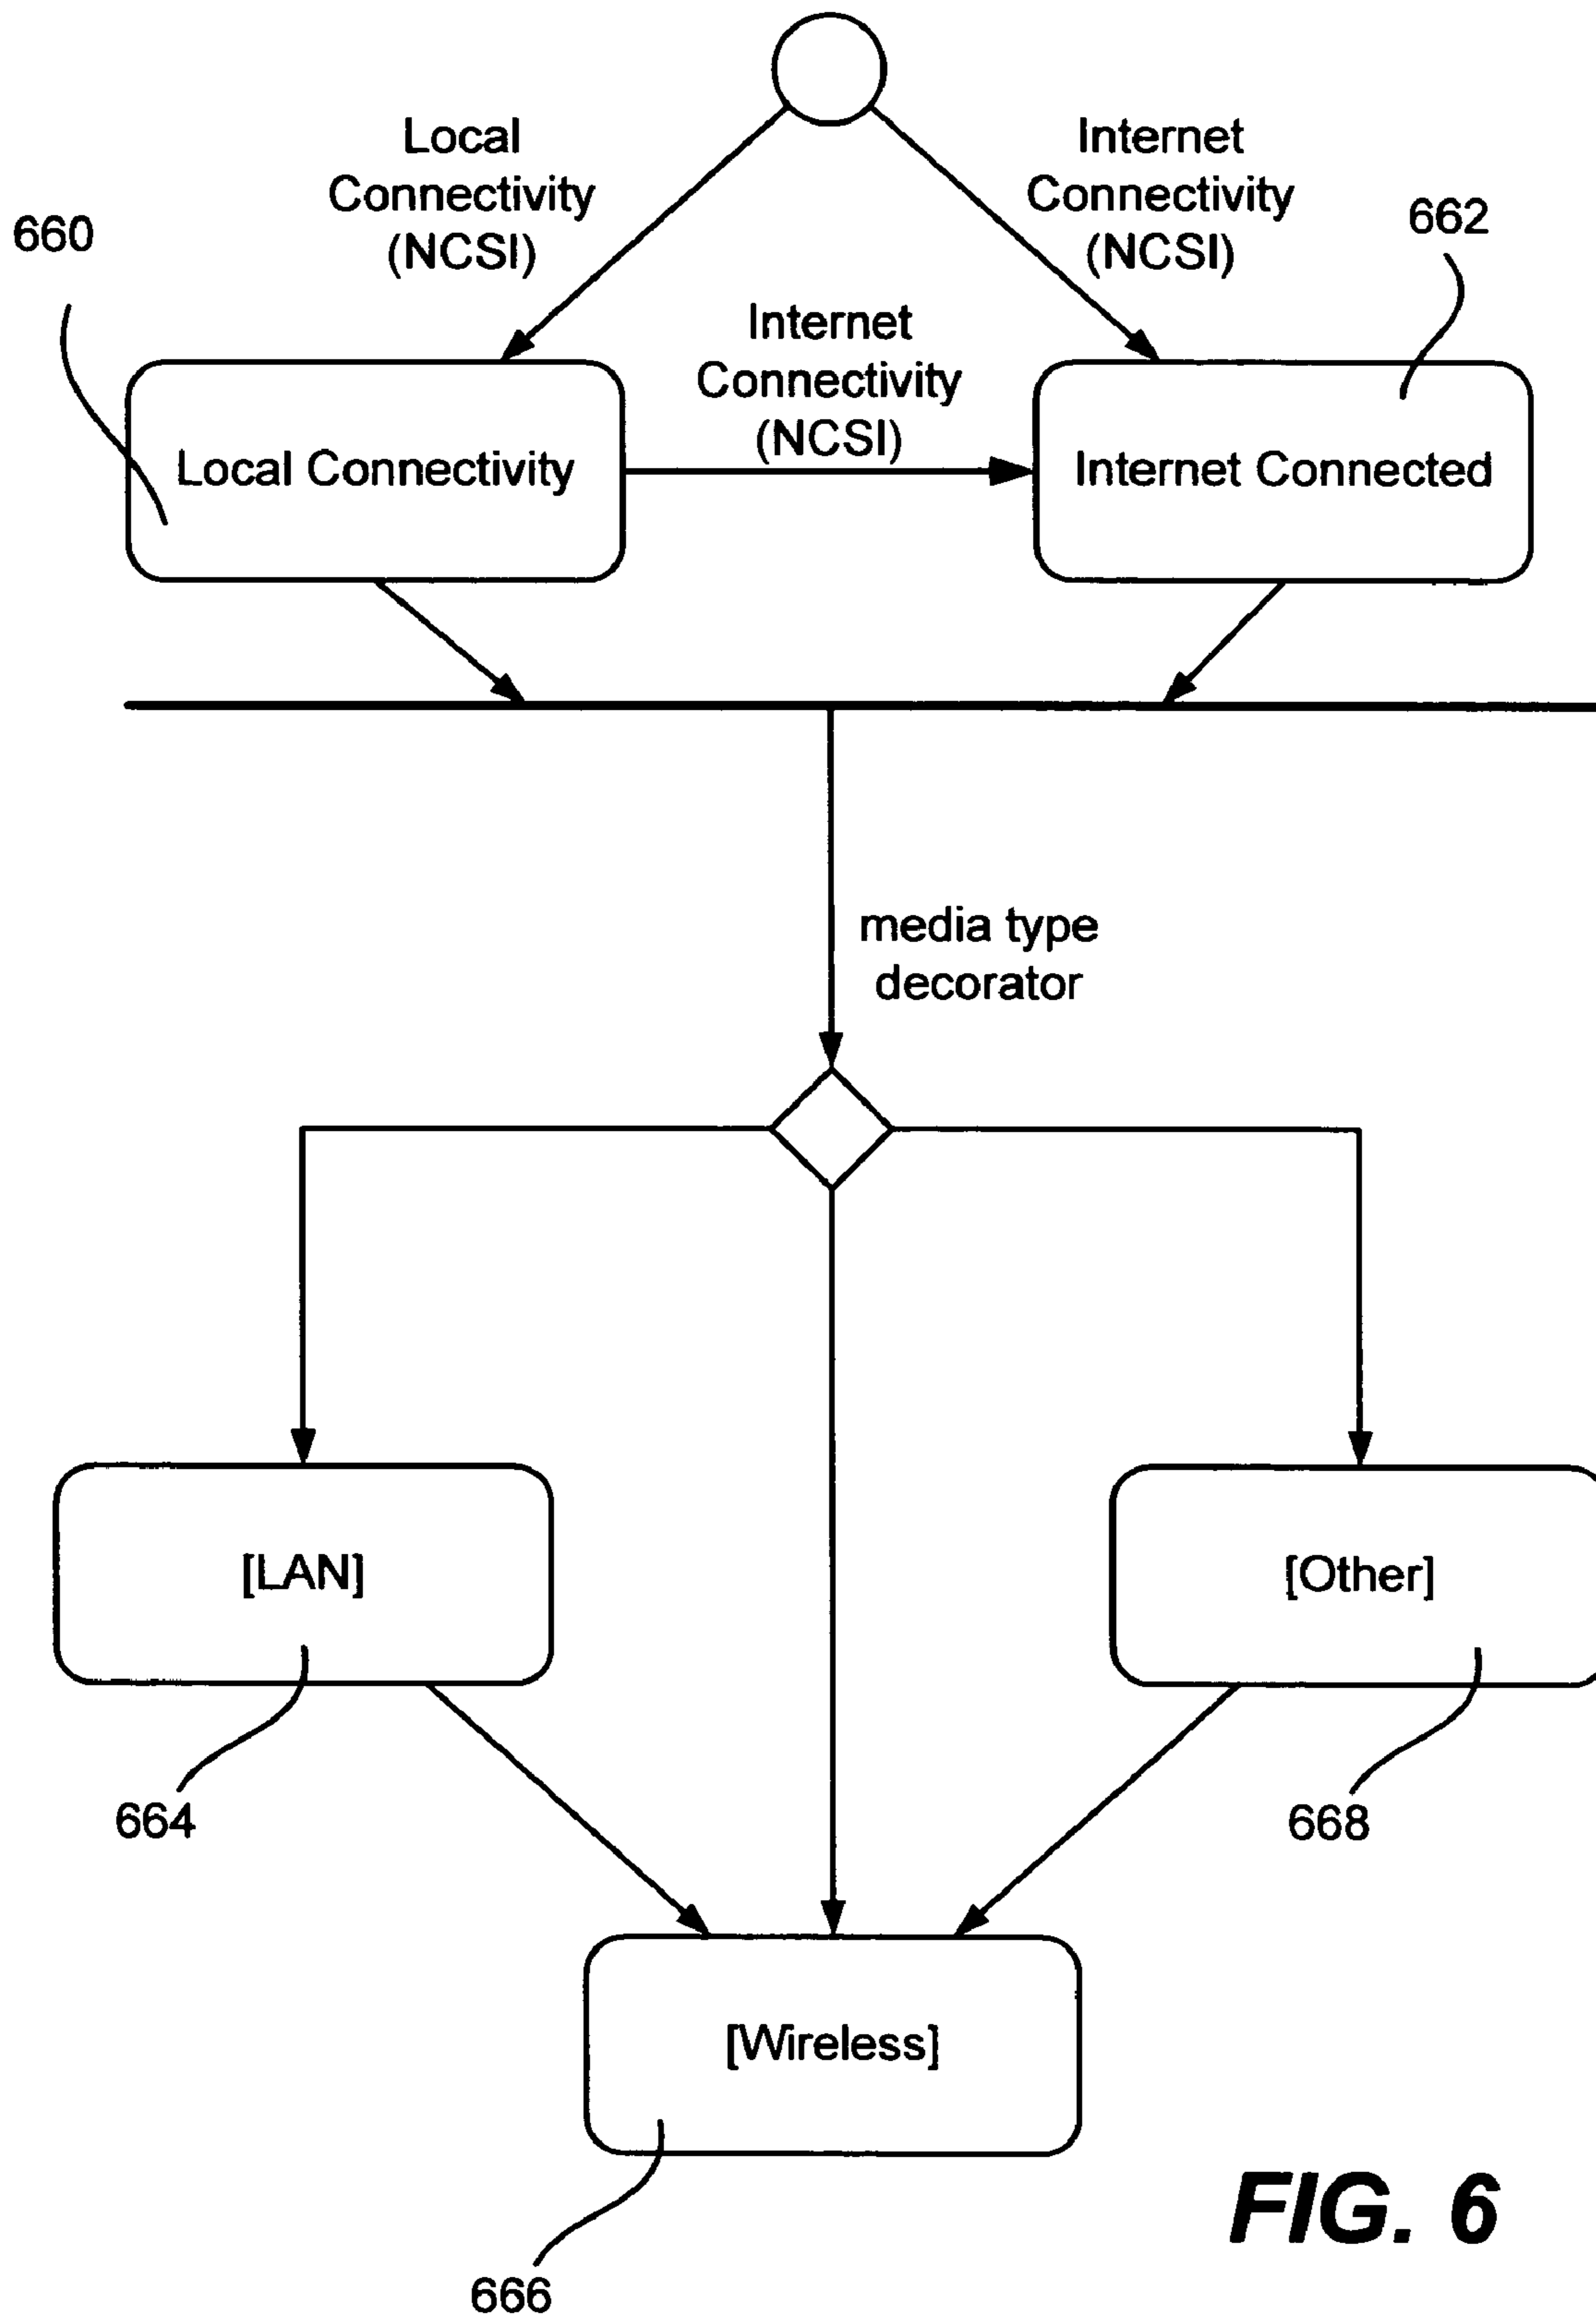 Local
Connectivity
(NCSI)
Internet
Connectivity
(NCSI)
660
662
Internet
Connectivity
(NCSI)
Local Connectivity
Internet Connected
media type
decorator
[LAN]
[Other]
664
668
[Wireless]
666
FIG. 6